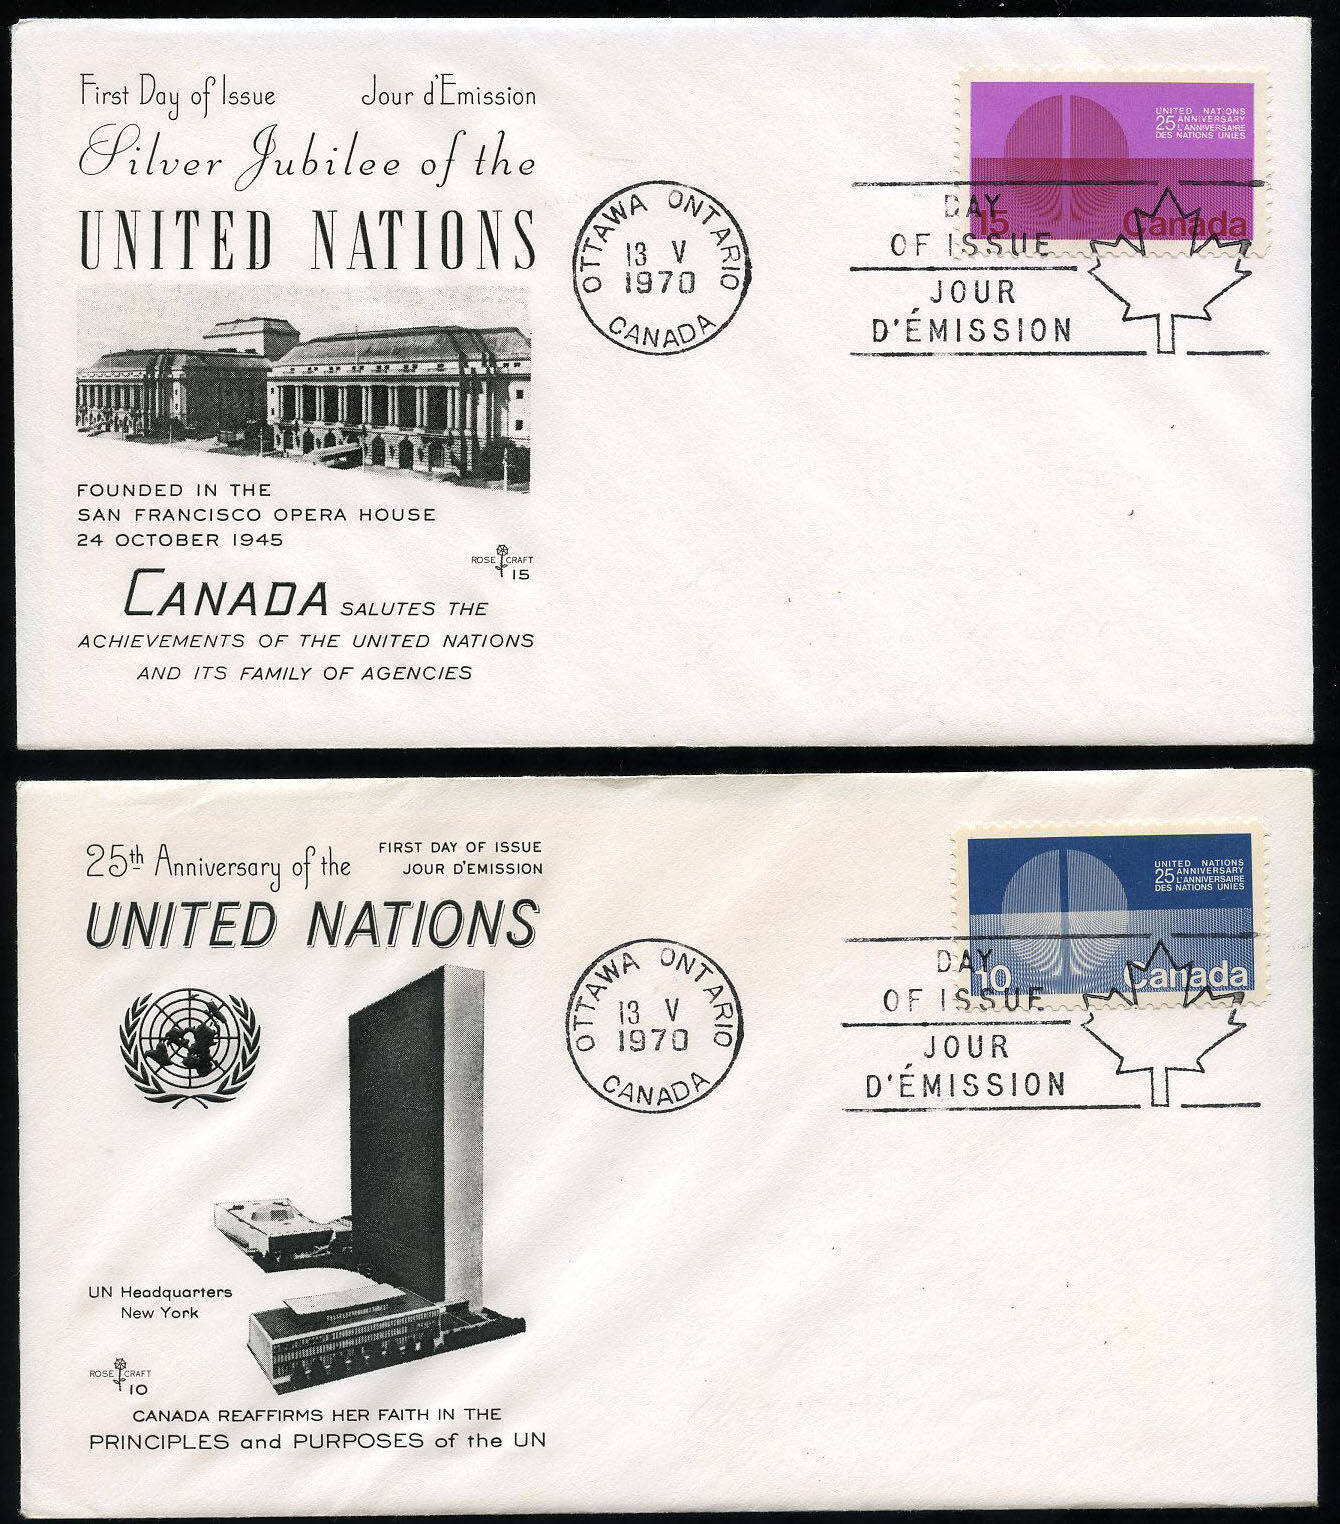 First Day of Issue Jour d'Emission
Silver Jubilee of the
UNITED NATIONS
FOUNDED IN THE
SAN FRANCISCO OPERA HOUSE
24 OCTOBER 1945
ROSE CRAFT
15
CANADA SALUTES THE
ACHIEVEMENTS OF THE UNITED NATIONS
AND ITS FAMILY OF AGENCIES
OTTAWA ONTARIO
13 V
1970
CANADA
UNITED NATIONS
25 ANNIVERSARY
L'ANNIVERSAIRE
DES NATIONS UNIES
15 Canada
DAY
OF ISSUE
JOUR
D'ÉMISSION
25th Anniversary of the
FIRST DAY OF ISSUE
JOUR D'EMISSION
UNITED NATIONS
UN Headquarters
New York
ROSE CRAFT
10
CANADA REAFFIRMS HER FAITH IN THE
PRINCIPLES and PURPOSES of the UN
OTTAWA ONTARIO
13 V
1970
CANADA
UNITED NATIONS
25 ANNIVERSARY
L'ANNIVERSAIRE
DES NATIONS UNIES
10 Canada
DAY
OF ISSUE
JOUR
D'ÉMISSION